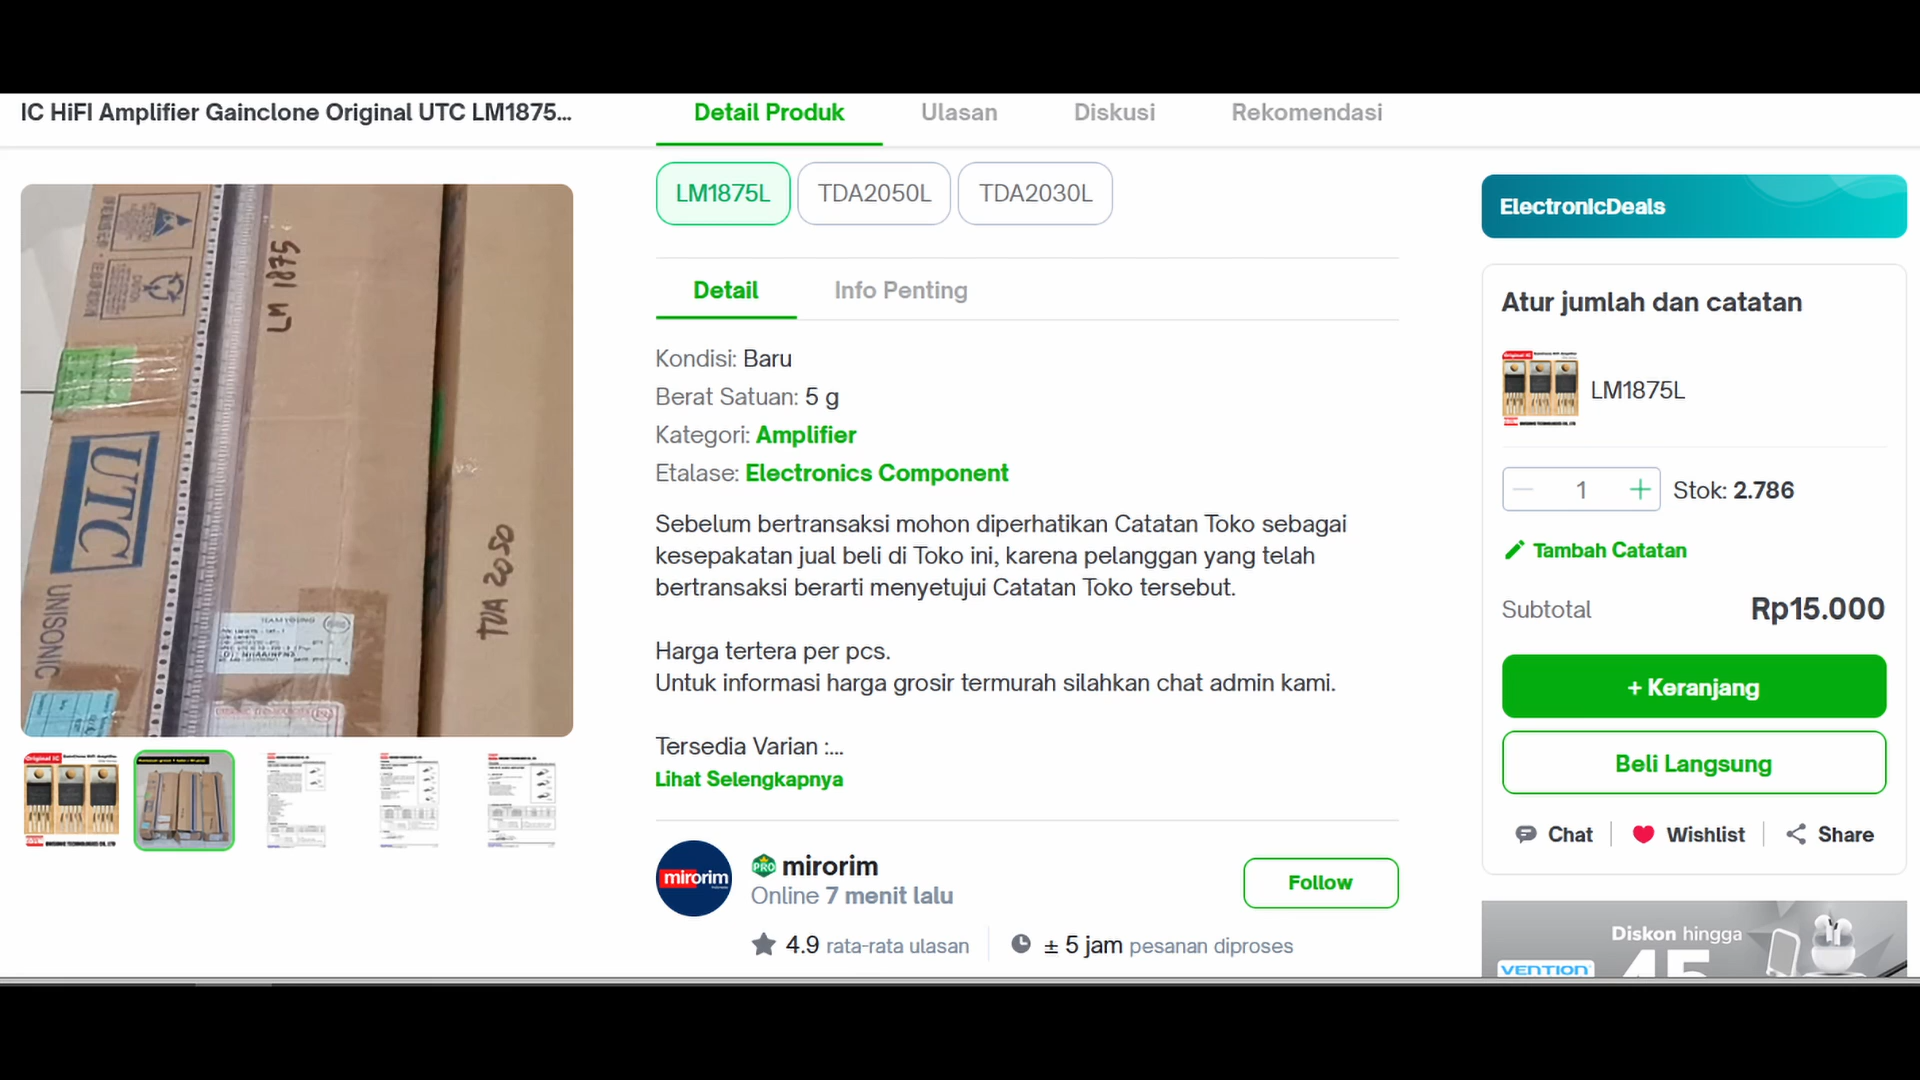 IC HiFI Amplifier Gainclone Original UTC LM1875...
Detail Produk
Ulasan
Diskusi
Rekomendasi
LM1875L
TDA2050L
TDA2030L
LM 1875
TDA 2050
UTC
UNISONIC
TEAMYOUNG
Detail
Info Penting
Kondisi: Baru
Berat Satuan: 5 g
Kategori: Amplifier
Etalase: Electronics Component
Sebelum bertransaksi mohon diperhatikan Catatan Toko sebagai
kesepakatan jual beli di Toko ini, karena pelanggan yang telah
bertransaksi berarti menyetujui Catatan Toko tersebut.
Harga tertera per pcs.
Untuk informasi harga grosir termurah silahkan chat admin kami.
Tersedia Varian :...
Lihat Selengkapnya
mirorim
PRO
mirorim
Online 7 menit lalu
Follow
4.9 rata-rata ulasan
± 5 jam pesanan diproses
ElectronicDeals
Atur jumlah dan catatan
Original IC
LM1875L
1
Stok: 2.786
Tambah Catatan
Subtotal
Rp15.000
+ Keranjang
Beli Langsung
Chat
Wishlist
Share
Diskon hingga
VENTION
45